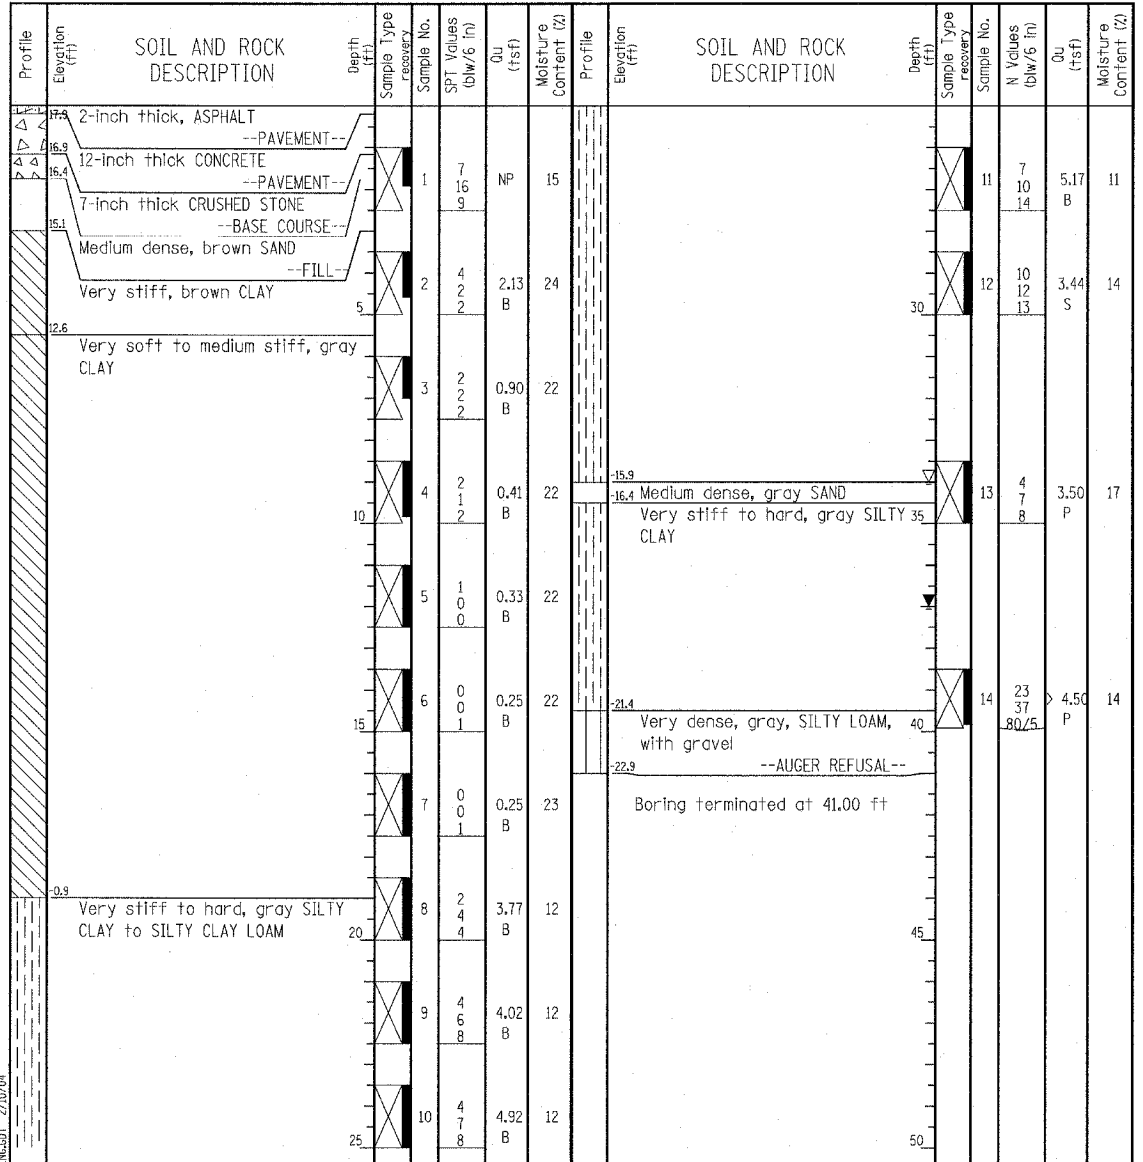 Profile
Elevation (ft)
SOIL AND ROCK DESCRIPTION
Depth (ft)
Sample Type recovery
Sample No.
SPT Values (blw/6 in)
Qu (tsf)
Moisture Content (%)
17.9 2-inch thick, ASPHALT
--PAVEMENT--
16.9 12-inch thick CONCRETE
--PAVEMENT--
16.4 7-inch thick CRUSHED STONE
--BASE COURSE--
15.1 Medium dense, brown SAND
--FILL--
Very stiff, brown CLAY
5
12.6
Very soft to medium stiff, gray
CLAY
10
15
-0.9
Very stiff to hard, gray SILTY
CLAY to SILTY CLAY LOAM
20
25
1 7 16 9 NP 15
2 4 2 2 2.13 B 24
3 2 2 2 0.90 B 22
4 2 1 2 0.41 B 22
5 1 0 0 0.33 B 22
6 0 0 1 0.25 B 22
7 0 0 1 0.25 B 23
8 2 4 4 3.77 B 12
9 4 6 8 4.02 B 12
10 4 7 8 4.92 B 12
Profile
Elevation (ft)
SOIL AND ROCK DESCRIPTION
Depth (ft)
Sample Type recovery
Sample No.
N Values (blw/6 in)
Qu (tsf)
Moisture Content (%)
30
-15.9
-16.4 Medium dense, gray SAND
Very stiff to hard, gray SILTY 35
CLAY
-21.4
Very dense, gray, SILTY LOAM, 40
with gravel
-22.9 --AUGER REFUSAL--
Boring terminated at 41.00 ft
45
50
11 7 10 14 5.17 B 11
12 10 12 13 3.44 S 14
13 4 7 8 3.50 P 17
14 23 37 80/5 > 4.50 P 14
2/10/04